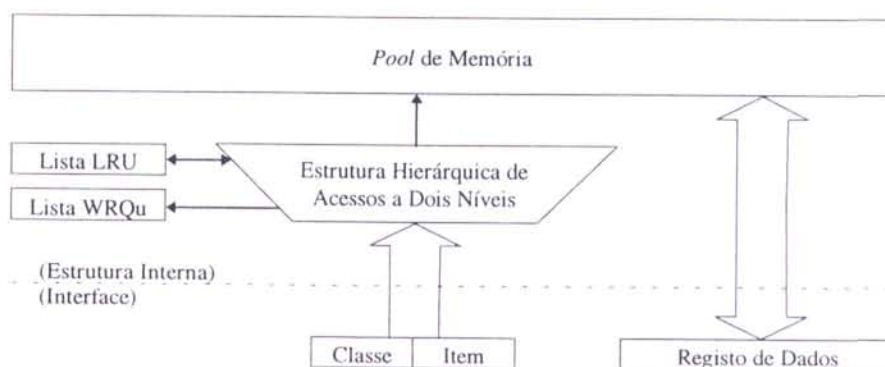 Pool de Memória
Lista LRU
Estrutura Hierárquica de
Acessos a Dois Níveis
Lista WRQu
(Estrutura Interna)
(Interface)
Classe
Item
Registo de Dados